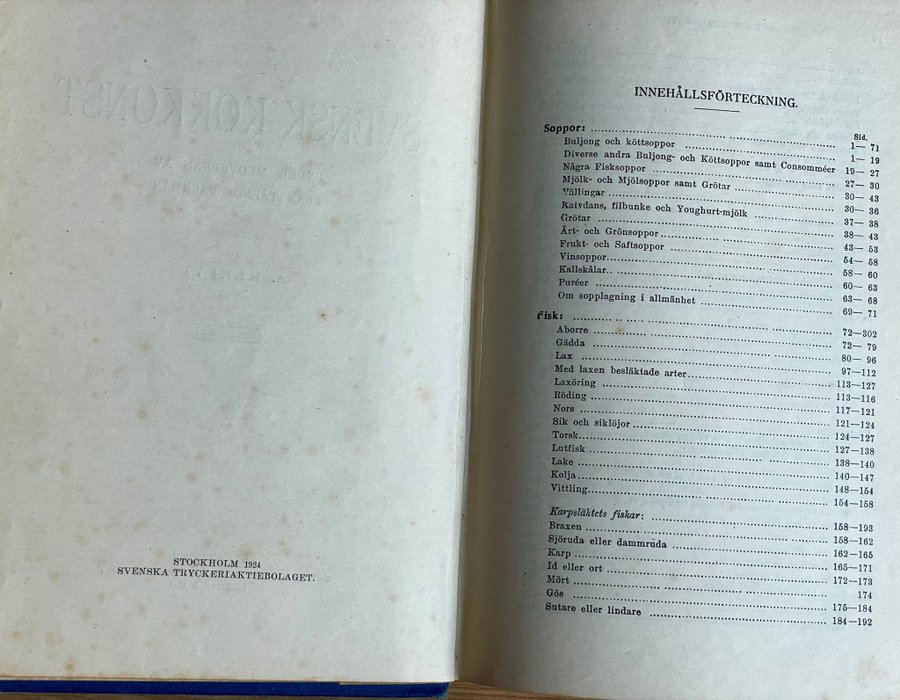 STOCKHOLM 1924
SVENSKA TRYCKERIAKTIEBOLAGET.
INNEHÅLLSFÖRTECKNING.
Sid.
Soppor: 1— 71
Buljong och köttsoppor 1— 19
Diverse andra Buljong- och Köttsoppor samt Consomméer 19— 27
Några Fisksoppor 27— 30
Mjölk- och Mjölsoppor samt Grötar 30— 43
Vällingar 30— 36
Kaivdans, filbunke och Youghurt-mjölk 37— 38
Grötar 38— 43
Ärt- och Grönsoppor 43— 53
Frukt- och Saftsoppor 54— 58
Vinsoppor 58— 60
Kallskålar 60— 63
Puréer 63— 68
Om sopplagning i allmänhet 69— 71
Fisk: 72—302
Aborre 72— 79
Gädda 80— 96
Lax 97—112
Med laxen besläktade arter 113—127
Laxöring 113—116
Röding 117—121
Nors 121—124
Sik och siklöjor 124—127
Torsk 127—138
Lutfisk 138—140
Lake 140—147
Kolja 148—154
Vittling 154—158
Karpsläktets fiskar: 158—193
Braxen 158—162
Sjöruda eller dammruda 162—165
Karp 165—171
Id eller ort 172—173
Mört 174
Gös 175—184
Sutare eller lindare 184—192